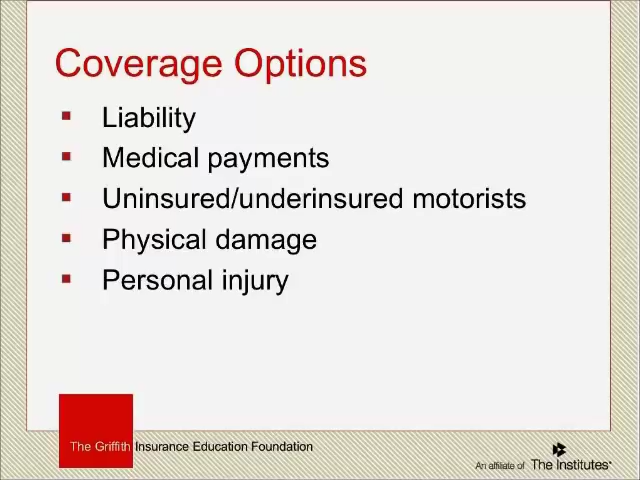 Coverage Options
Liability
Medical payments
Uninsured/underinsured motorists
Physical damage
Personal injury
The Griffith Insurance Education Foundation
An affiliate of The Institutes